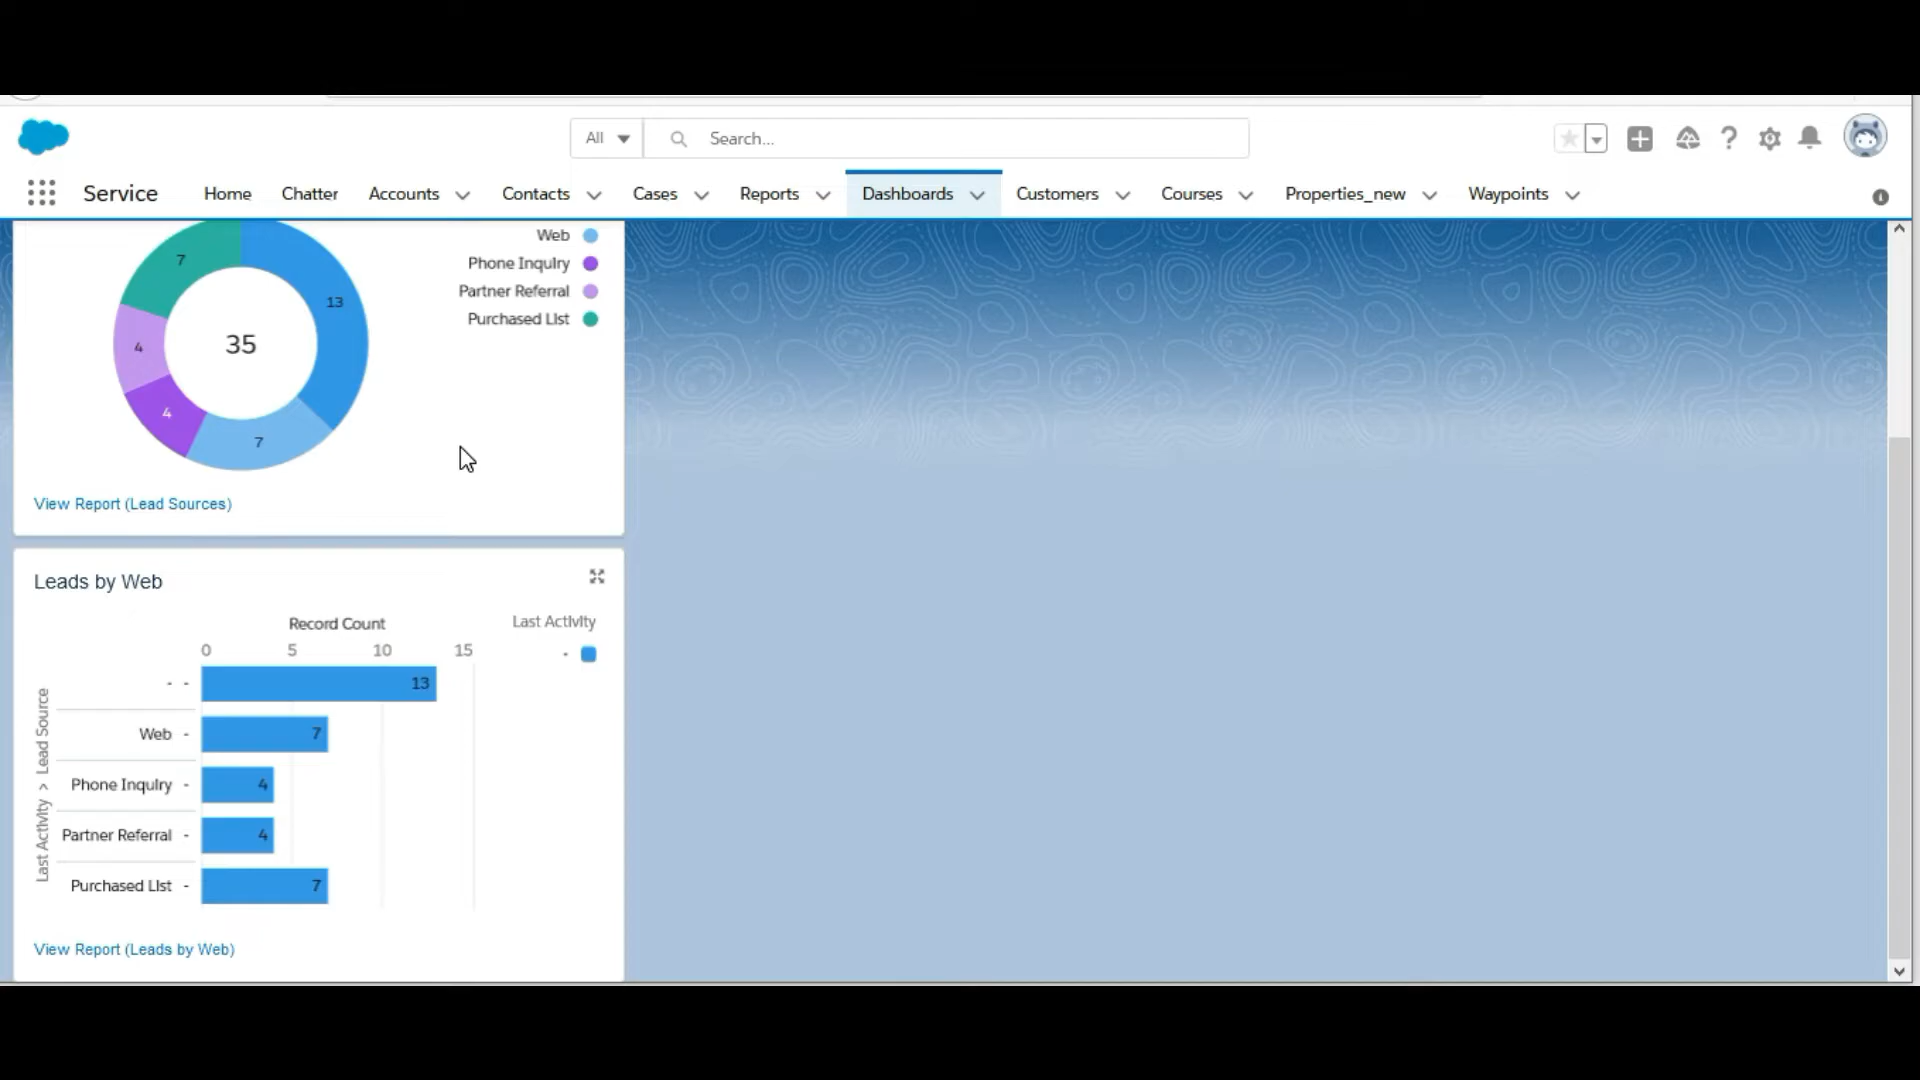 All
Search...
Service
Home
Chatter
Accounts
Contacts
Cases
Reports
Dashboards
Customers
Courses
Properties_new
Waypoints
7
13
4
35
4
7
Web
Phone Inquiry
Partner Referral
Purchased List
View Report (Lead Sources)
Leads by Web
Record Count
Last Activity
0 5 10 15
-
- - 13
Web - 7
Phone Inquiry - 4
Partner Referral - 4
Purchased List - 7
Last Activity > Lead Source
View Report (Leads by Web)